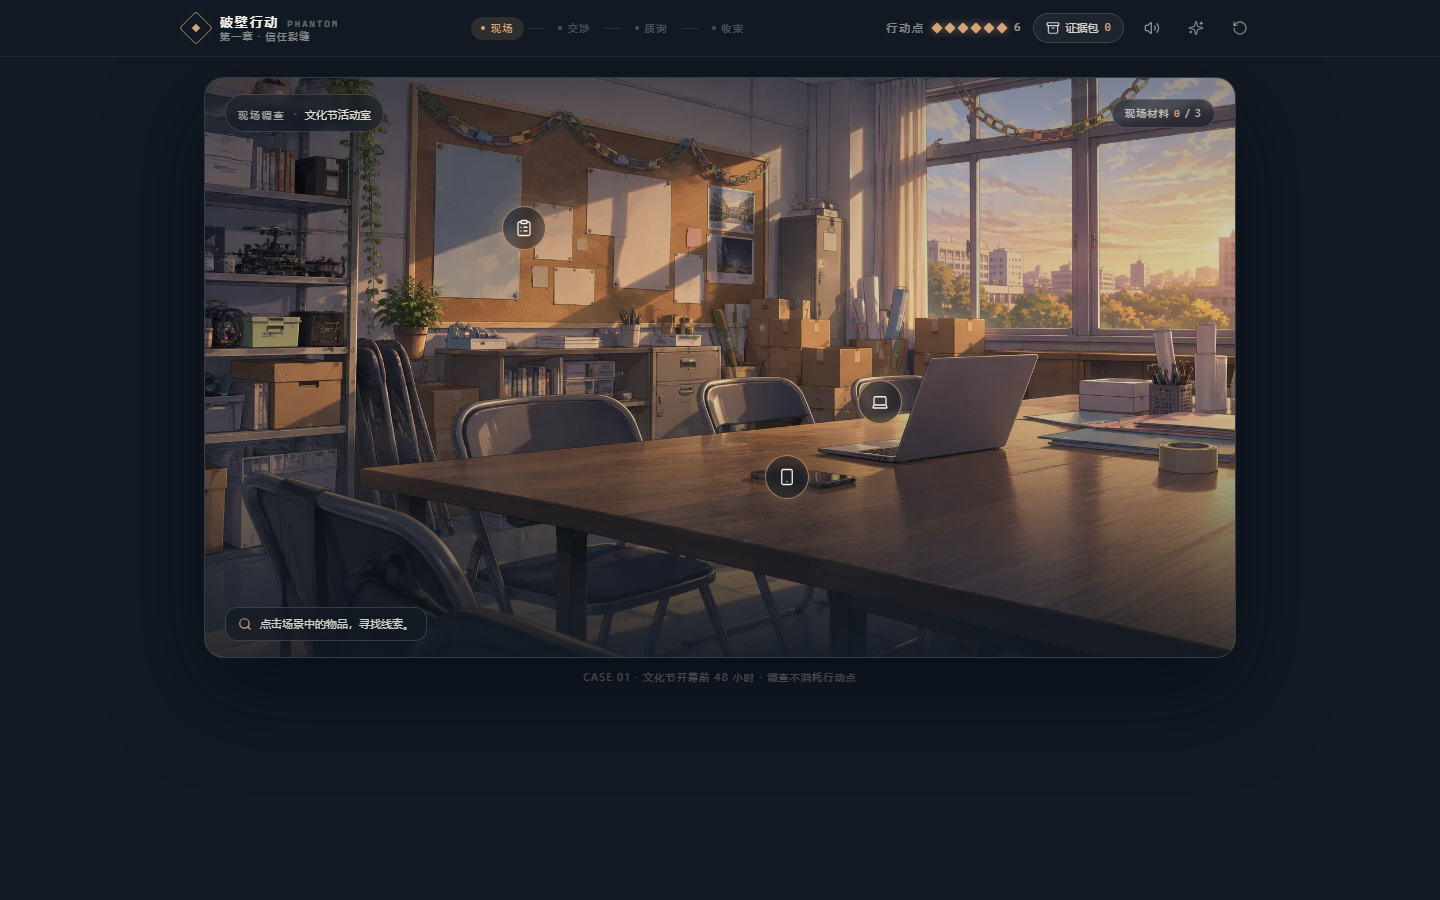 破壁行动 PHANTOM
第一章 · 信任裂隙
现场
交涉
质询
收束
行动点 6
证据包 0
现场调查 · 文化节活动室
现场材料 0 / 3
点击场景中的物品，寻找线索。
CASE 01 · 文化节开幕前 48 小时 · 调查不消耗行动点